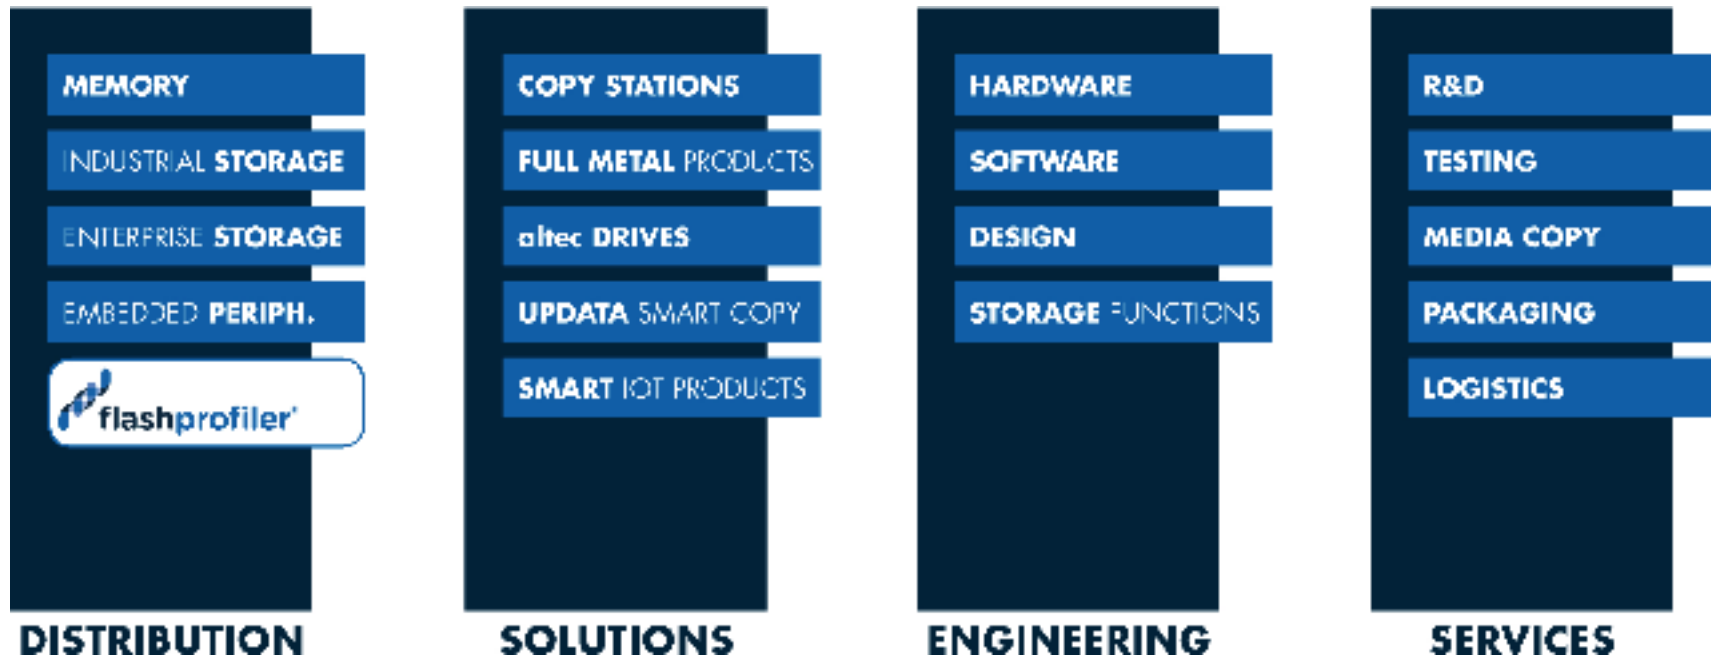 MEMORY
INDUSTRIAL STORAGE
ENTERPRISE STORAGE
EMBEDDED PERIPH.
flashprofiler
DISTRIBUTION
COPY STATIONS
FULL METAL PRODUCTS
altec DRIVES
UPDATA SMART COPY
SMART IOT PRODUCTS
SOLUTIONS
HARDWARE
SOFTWARE
DESIGN
STORAGE FUNCTIONS
ENGINEERING
R&D
TESTING
MEDIA COPY
PACKAGING
LOGISTICS
SERVICES